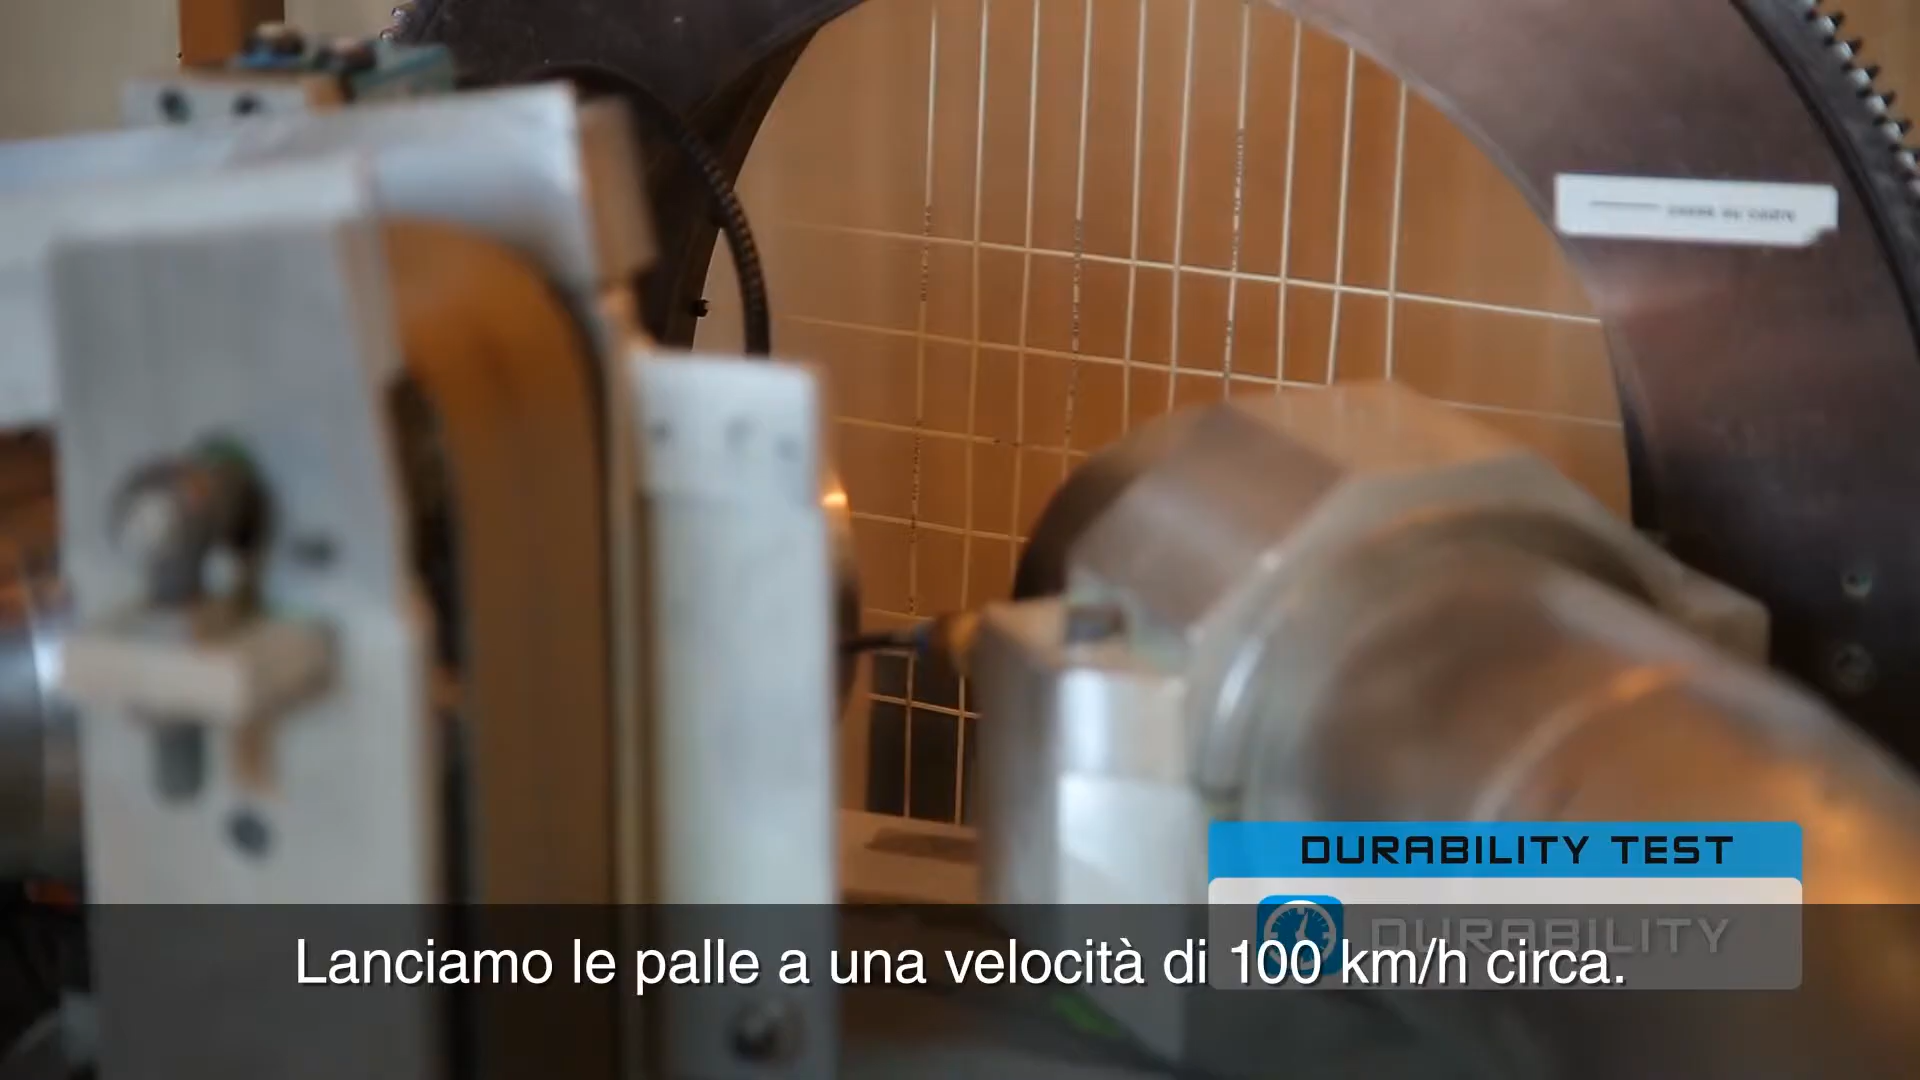 DURABILITY TEST
DURABILITY
Lanciamo le palle a una velocità di 100 km/h circa.